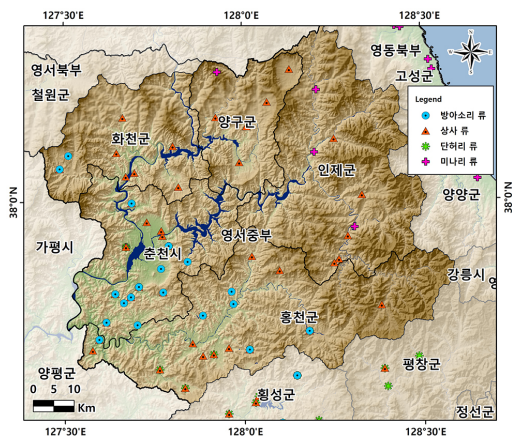 127°30'E
128°0'E
128°30'E
영동북부
고성군
영서북부
철원군
Legend
방아소리 류
상사 류
단허리 류
미나리 류
양구군
화천군
인제군
38°0'N
38°0'N
양양군
영서중부
가평시
춘천시
강릉시
홍천군
양평군
평창군
횡성군
정선군
0 5 10
Km
127°30'E
128°0'E
128°30'E